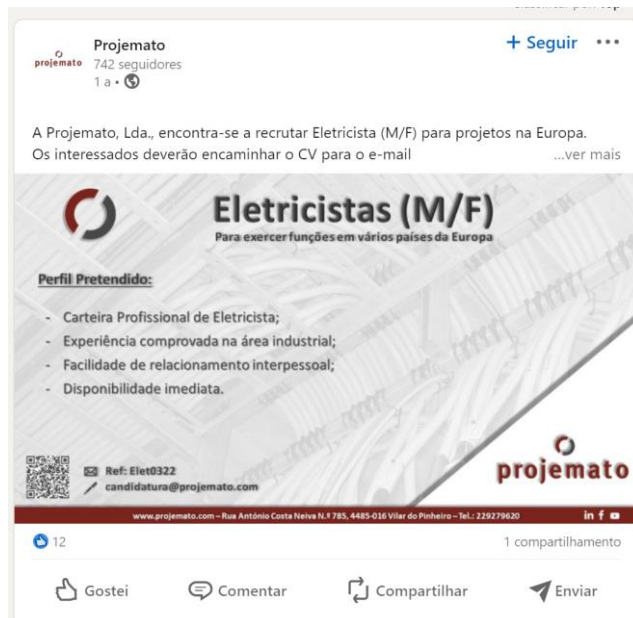 Projemato
+ Seguir
projemato
742 seguidores
1 a •
A Projemato, Lda., encontra-se a recrutar Eletricista (M/F) para projetos na Europa.
Os interessados deverão encaminhar o CV para o e-mail ...ver mais
Eletricistas (M/F)
Para exercer funções em vários países da Europa
Perfil Pretendido:
- Carteira Profissional de Eletricista;
- Experiência comprovada na área industrial;
- Facilidade de relacionamento interpessoal;
- Disponibilidade imediata.
Ref: Elet0322
candidatura@projemato.com
projemato
www.projemato.com – Rua António Costa Neiva N.º 785, 4485-016 Vilar do Pinheiro – Tel.: 229279620
in f
12
1 compartilhamento
Gostei Comentar Compartilhar Enviar